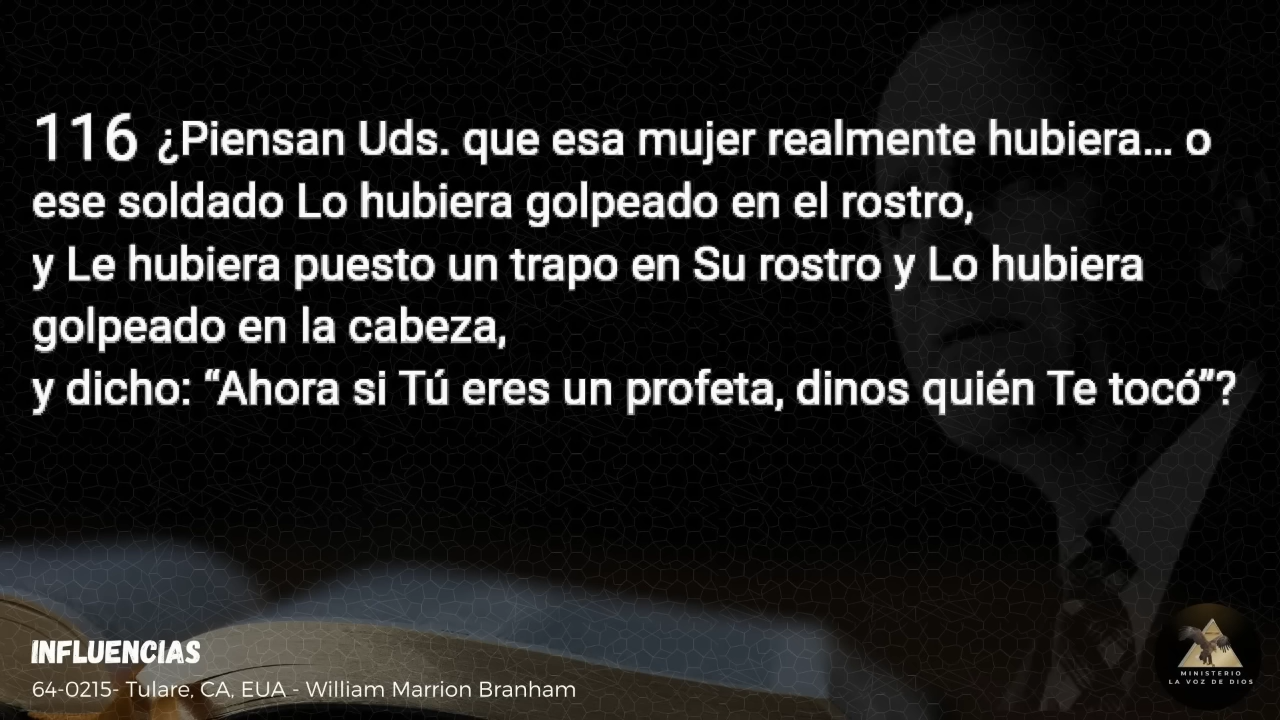 116 ¿Piensan Uds. que esa mujer realmente hubiera... o
ese soldado Lo hubiera golpeado en el rostro,
y Le hubiera puesto un trapo en Su rostro y Lo hubiera
golpeado en la cabeza,
y dicho: “Ahora si Tú eres un profeta, dinos quién Te tocó”?
INFLUENCIAS
64-0215- Tulare, CA, EUA - William Marrion Branham
MINISTERIO
LA VOZ DE DIOS